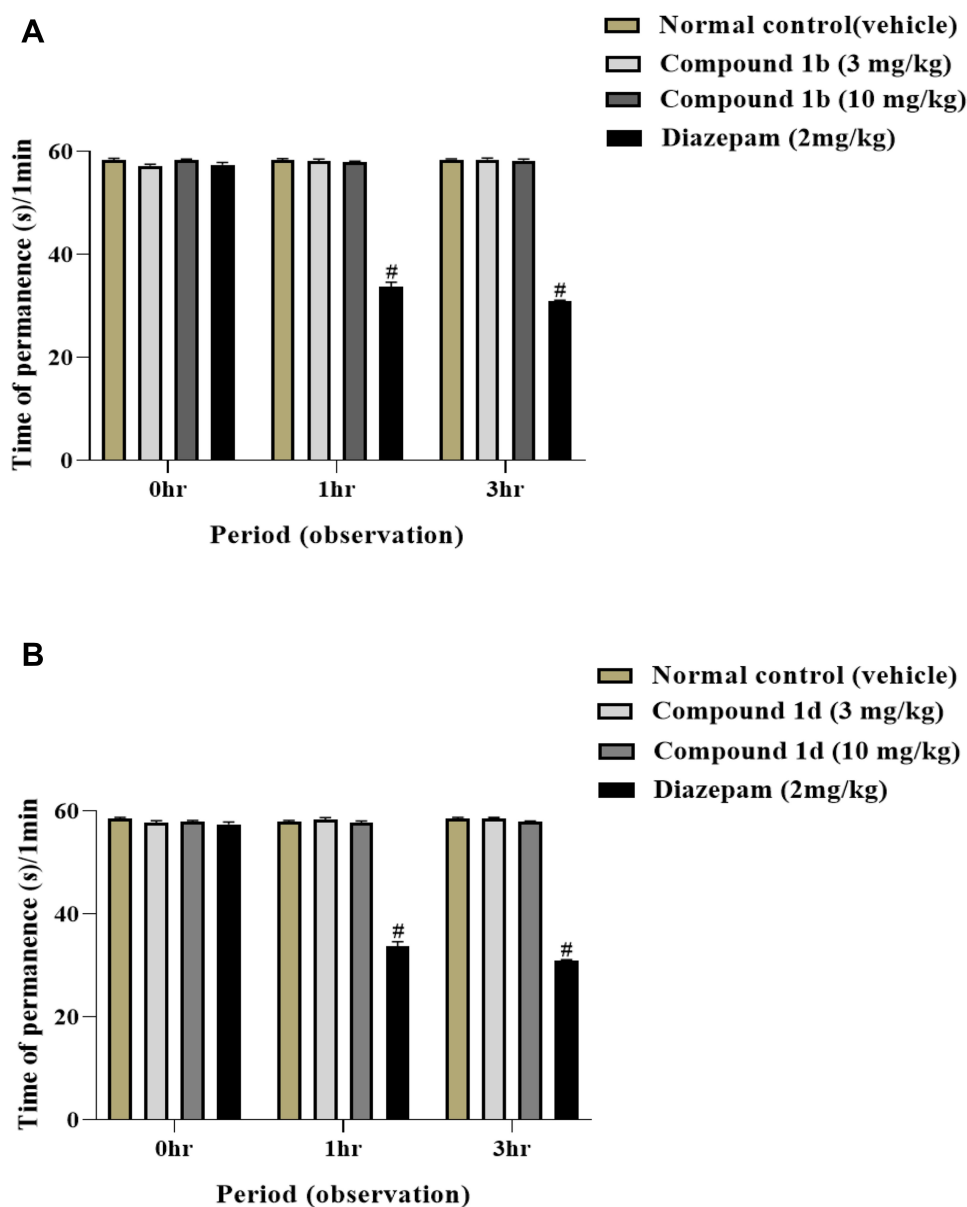 A
Normal control(vehicle)
Compound 1b (3 mg/kg)
Compound 1b (10 mg/kg)
Diazepam (2mg/kg)
Time of permanence (s)/1min
60
40
20
0
#
#
0hr
1hr
3hr
Period (observation)
B
Normal control (vehicle)
Compound 1d (3 mg/kg)
Compound 1d (10 mg/kg)
Diazepam (2mg/kg)
Time of permanence (s)/1min
60
40
20
0
#
#
0hr
1hr
3hr
Period (observation)